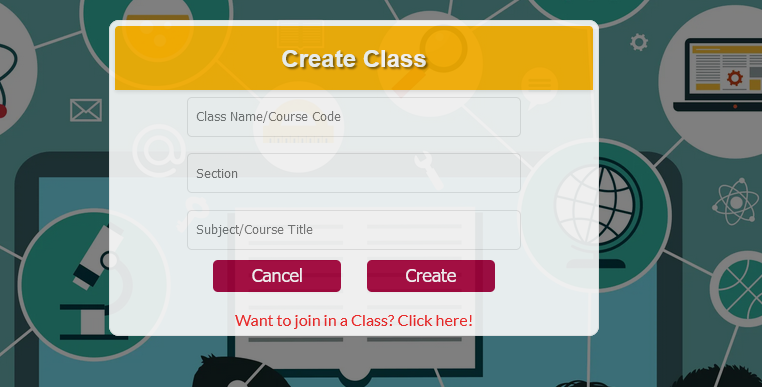 Create Class
Class Name/Course Code
Section
Subject/Course Title
Cancel Create
Want to join in a Class? Click here!